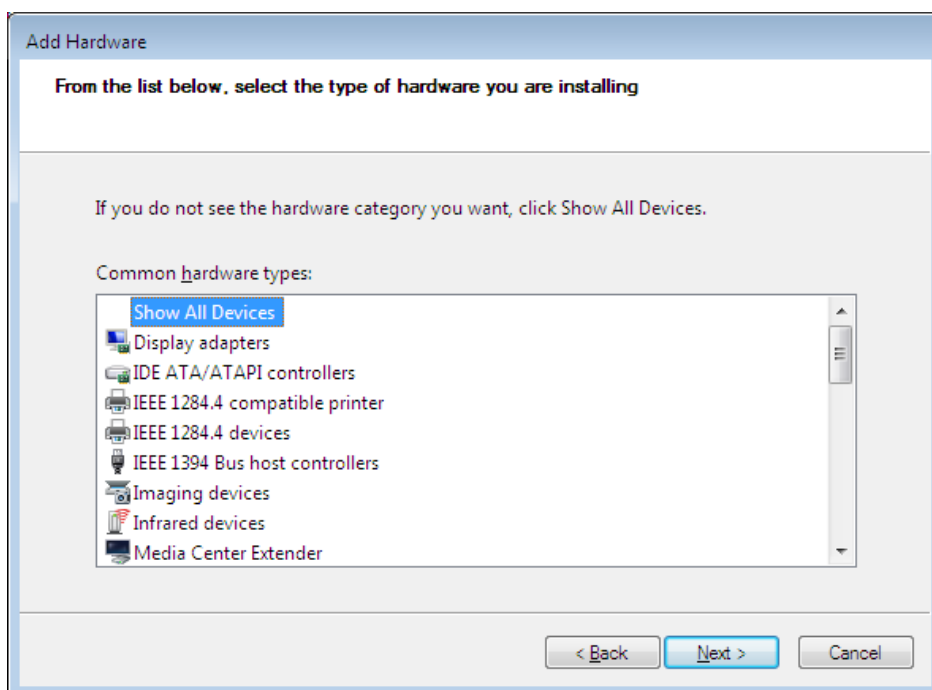 Add Hardware
From the list below, select the type of hardware you are installing
If you do not see the hardware category you want, click Show All Devices.
Common hardware types:
Show All Devices
Display adapters
IDE ATA/ATAPI controllers
IEEE 1284.4 compatible printer
IEEE 1284.4 devices
IEEE 1394 Bus host controllers
Imaging devices
Infrared devices
Media Center Extender
< Back Next > Cancel